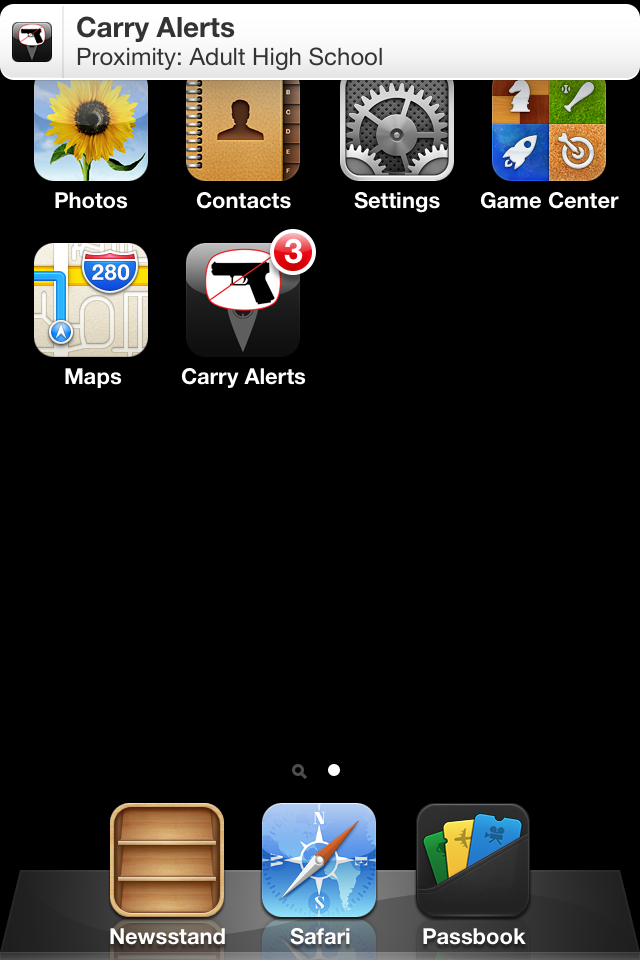 Carry Alerts
Proximity: Adult High School
B
C
D
E
F
Photos
Contacts
Settings
Game Center
280
3
Maps
Carry Alerts
N
E
S
W
Newsstand
Safari
Passbook